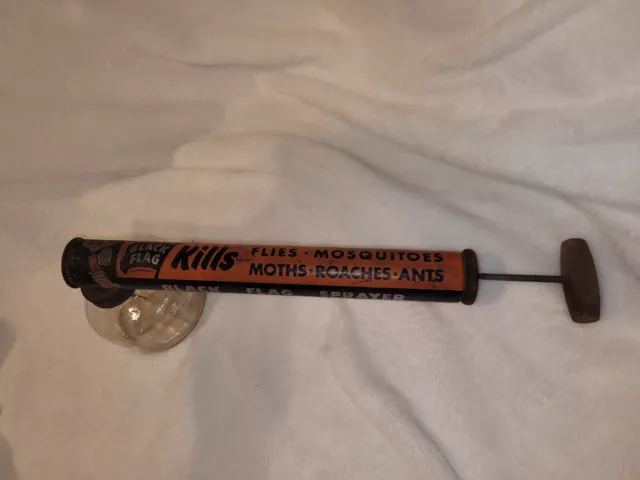 BLACK
FLAG
Kills
FLIES · MOSQUITOES
MOTHS · ROACHES · ANTS
BLACK FLAG SPRAYER